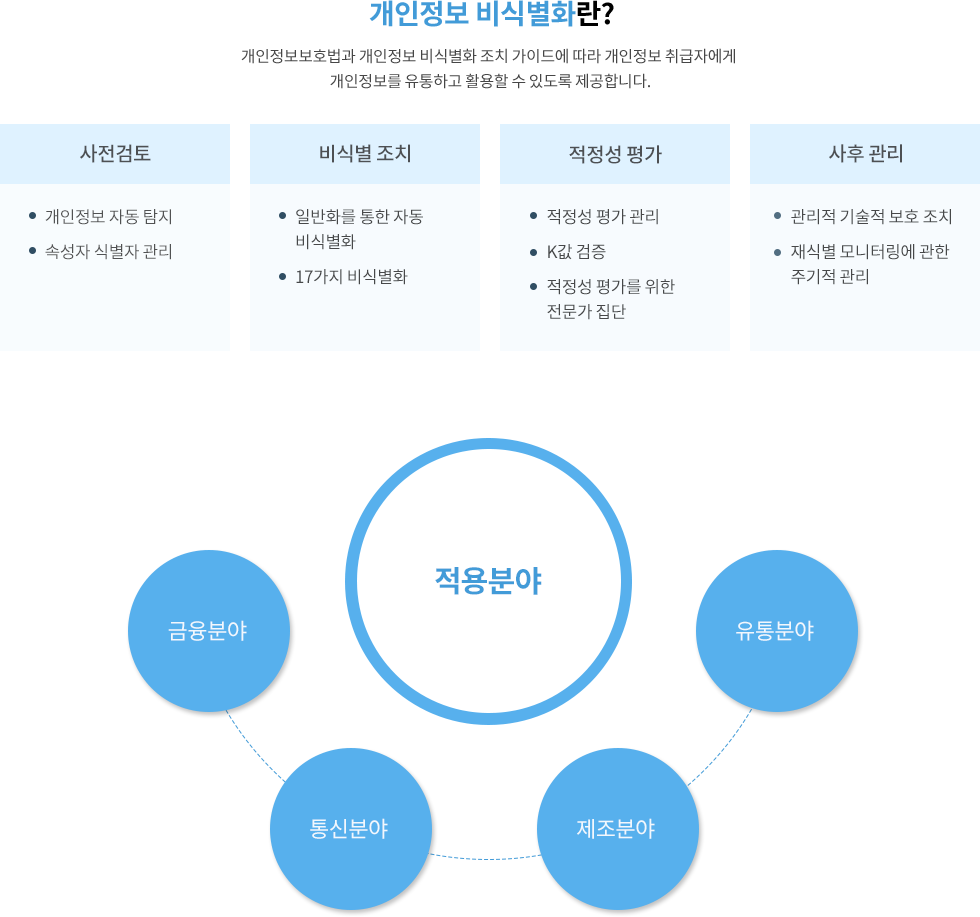 개인정보 비식별화란?
개인정보보호법과 개인정보 비식별화 조치 가이드에 따라 개인정보 취급자에게
개인정보를 유통하고 활용할 수 있도록 제공합니다.
사전검토
개인정보 자동 탐지
속성자 식별자 관리
비식별 조치
일반화를 통한 자동
비식별화
17가지 비식별화
적정성 평가
적정성 평가 관리
K값 검증
적정성 평가를 위한
전문가 집단
사후 관리
관리적 기술적 보호 조치
재식별 모니터링에 관한
주기적 관리
적용분야
금융분야
유통분야
통신분야
제조분야